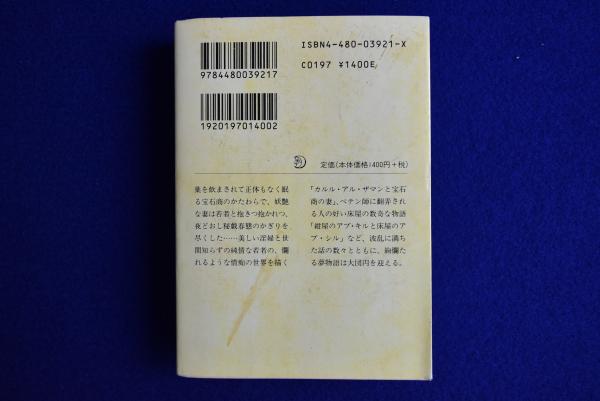 ISBN4-480-03921-X
C0197 ¥1400E
9784480039217
1920197014002
定価(本体価格1400円+税)
薬を飲まされて正体もなく眠
る宝石商のかたわらで、妖艶
な妻は若者と抱きつ抱かれつ、
夜どおし秘戯春態のかぎりを
尽くした……美しい淫婦と世
間知らずの純情な若者の、爛
れるような情痴の世界を描く
「カルル・アル・ザマンと宝石
商の妻」、ペテン師に翻弄され
る人の好い床屋の数奇な物語
「紺屋のアブ・キルと床屋のア
ブ・シル」など、波乱に満ち
た話の数々とともに、絢爛た
る夢物語は大団円を迎える。